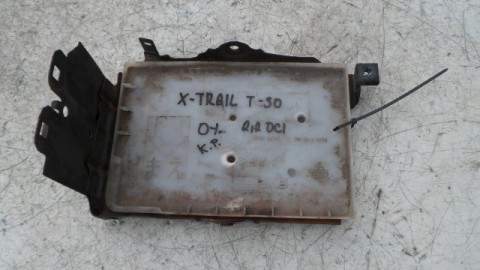 X-TRAIL T-30
04- 2,2 DCI
K.P.